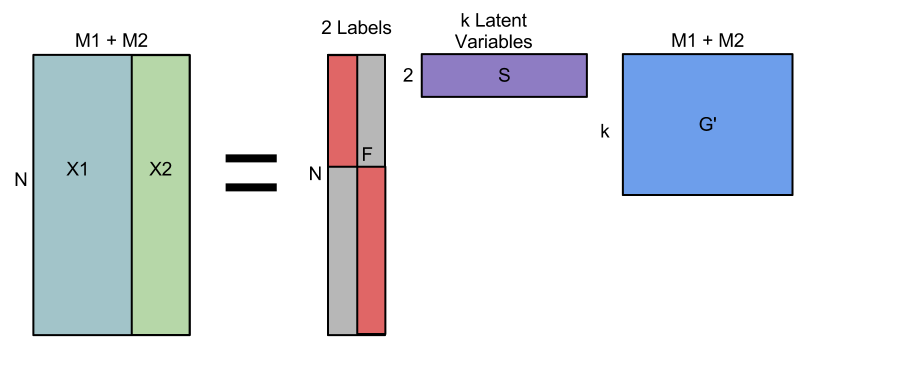 M1 + M2
N
X1
X2
2 Labels
N
F
k Latent
Variables
2
S
M1 + M2
k
G'